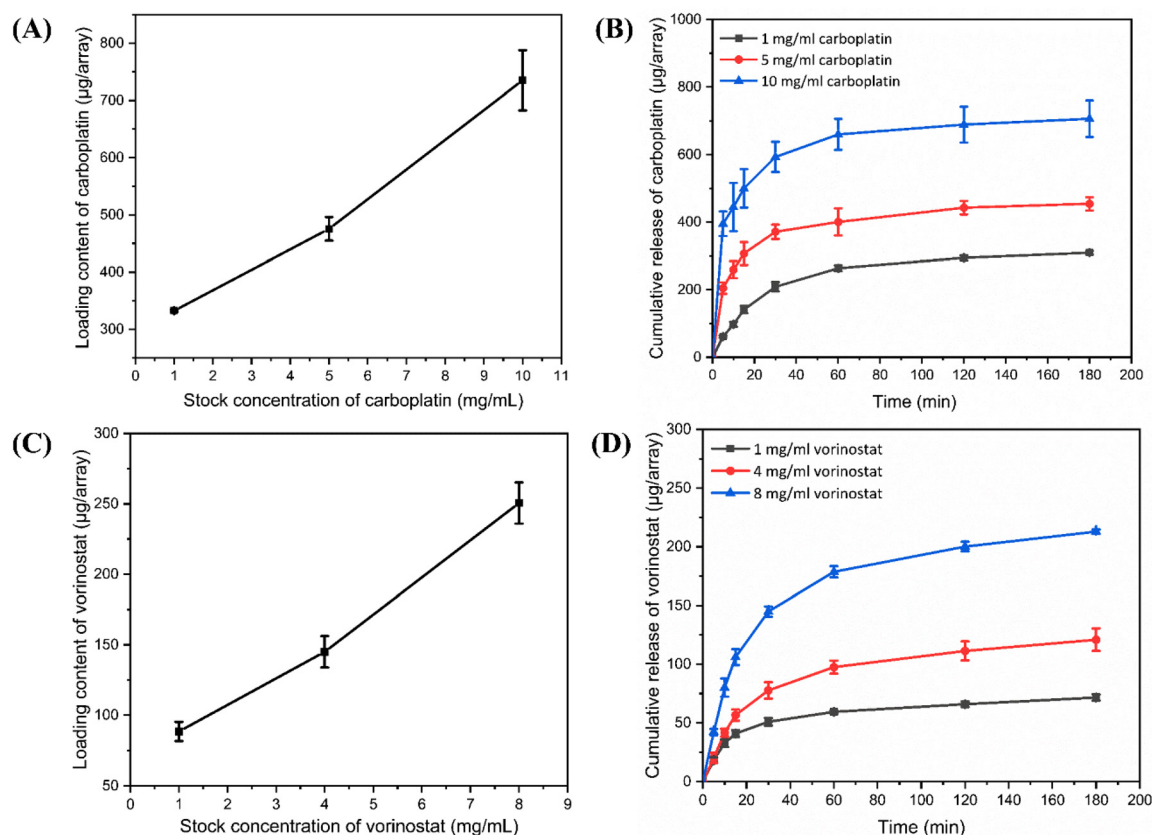 (A)
Loading content of carboplatin (µg/array)
800
700
600
500
400
300
0 1 2 3 4 5 6 7 8 9 10 11
Stock concentration of carboplatin (mg/mL)
(B)
Cumulative release of carboplatin (µg/array)
1000
800
600
400
200
0
1 mg/ml carboplatin
5 mg/ml carboplatin
10 mg/ml carboplatin
0 20 40 60 80 100 120 140 160 180 200
Time (min)
(C)
Loading content of vorinostat (µg/array)
300
250
200
150
100
50
0 1 2 3 4 5 6 7 8 9
Stock concentration of vorinostat (mg/mL)
(D)
Cumulative release of vorinostat (µg/array)
300
250
200
150
100
50
0
1 mg/ml vorinostat
4 mg/ml vorinostat
8 mg/ml vorinostat
0 20 40 60 80 100 120 140 160 180 200
Time (min)